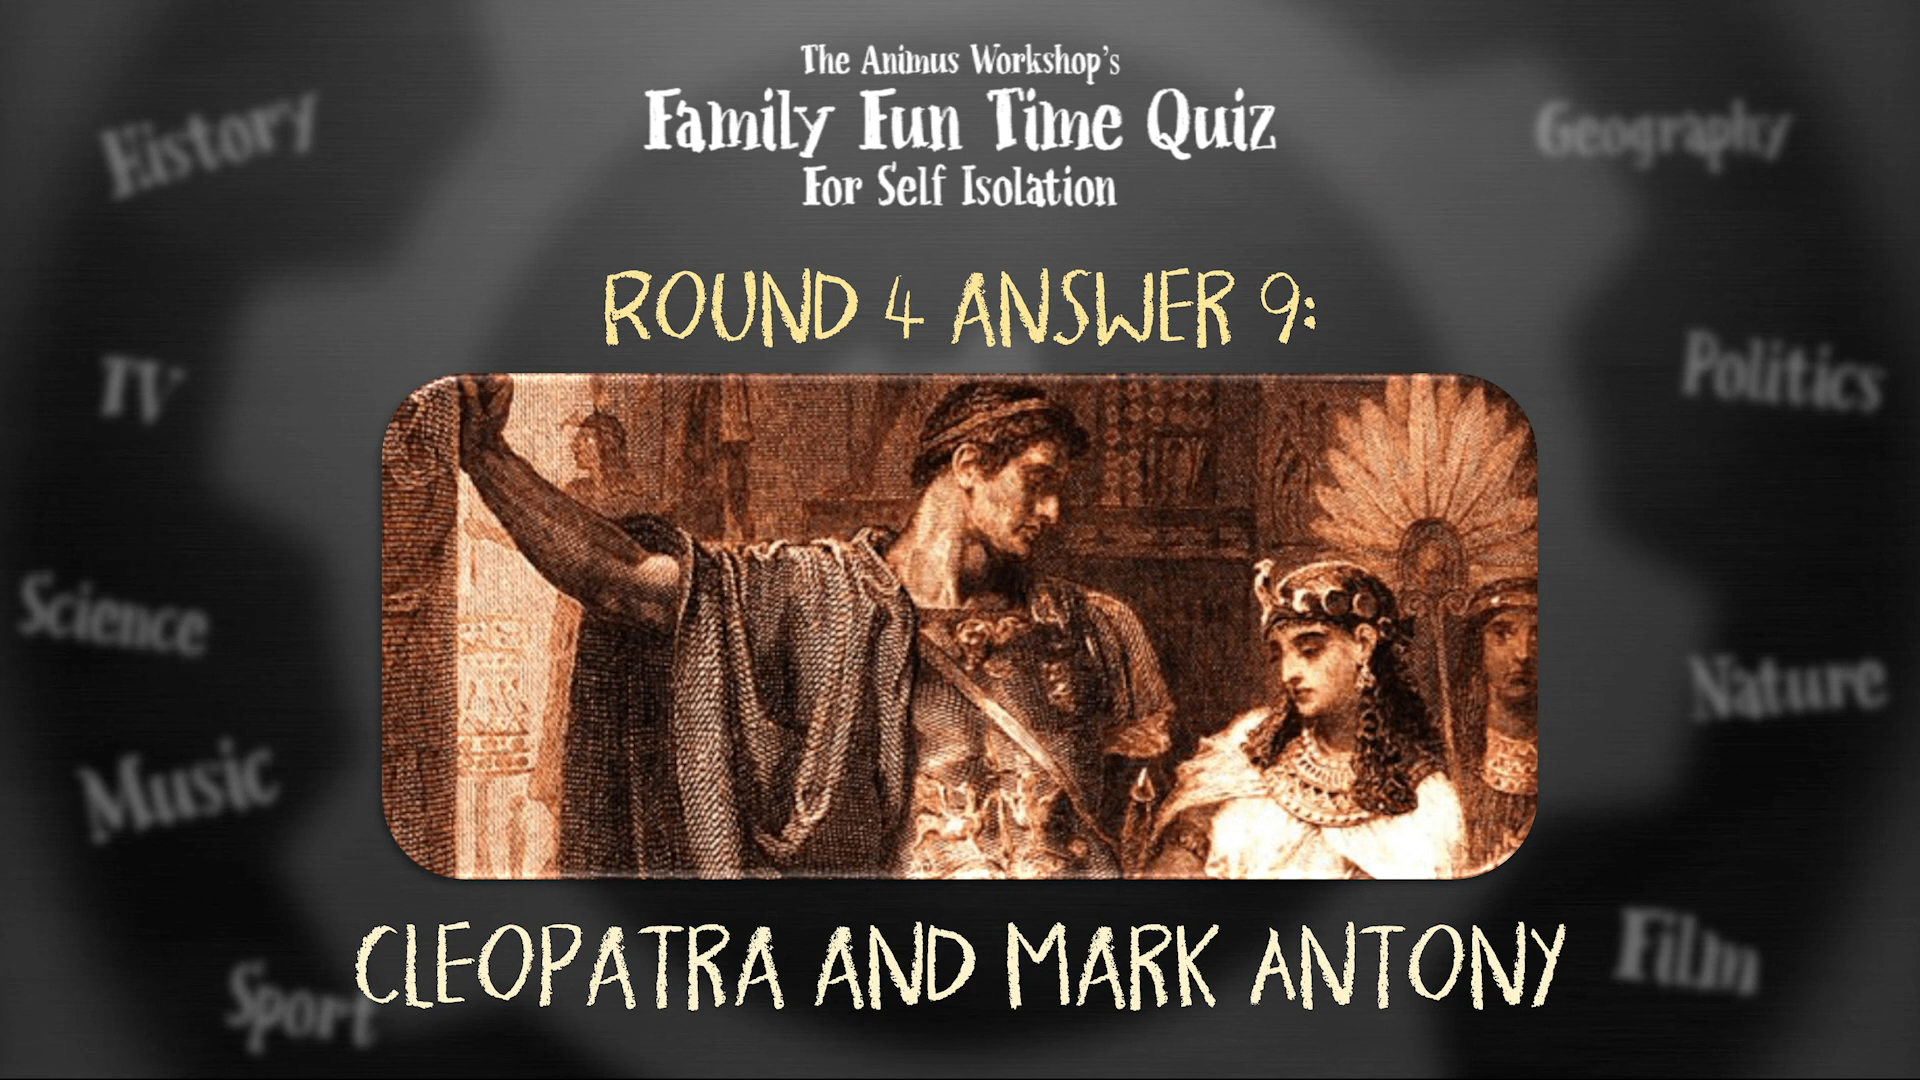 The Animus Workshop's
Family Fun Time Quiz
For Self Isolation
History
Geography
ROUND 4 ANSWER 9:
TV
Politics
Science
Nature
Music
CLEOPATRA AND MARK ANTONY
Film
Sport